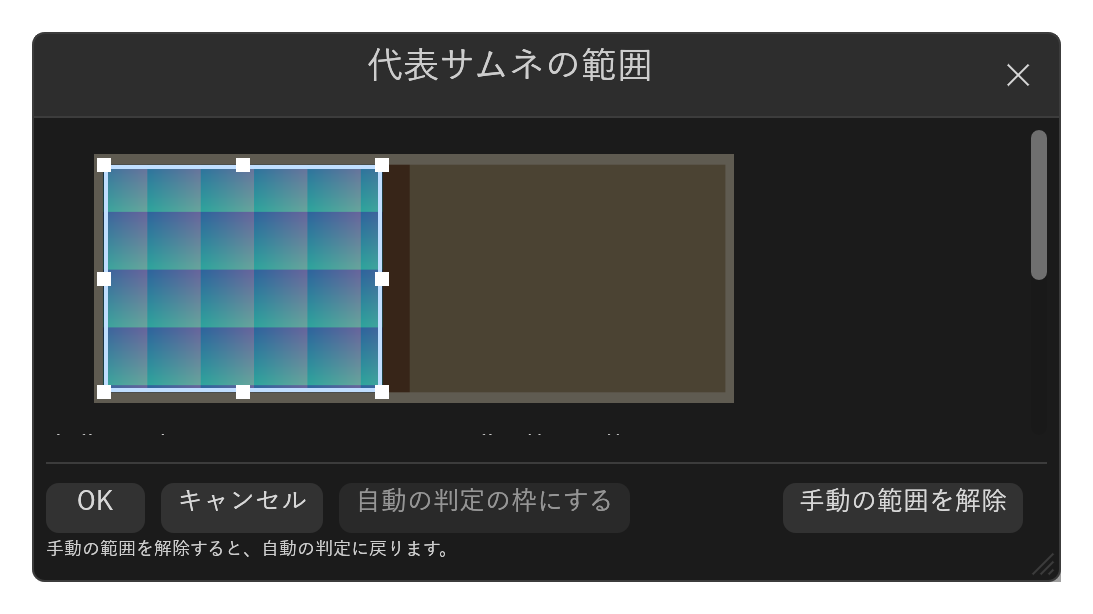 代表サムネの範囲
OK
キャンセル
自動の判定の枠にする
手動の範囲を解除
手動の範囲を解除すると、自動の判定に戻ります。